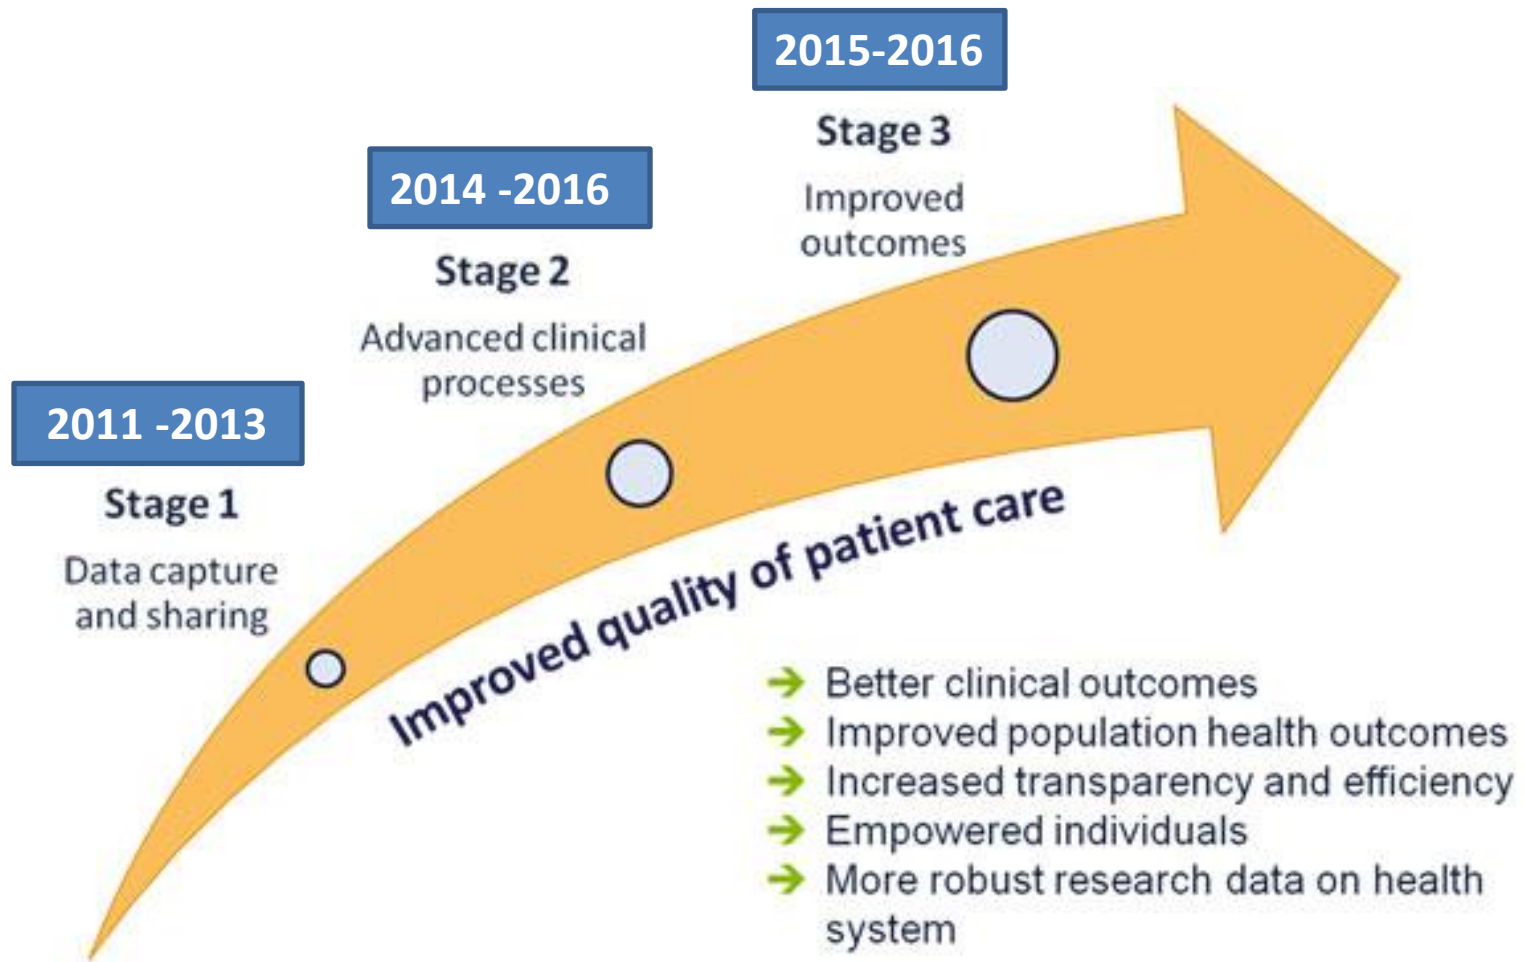 2015-2016
Stage 3
Improved
outcomes
2014 -2016
Stage 2
Advanced clinical
processes
2011 -2013
Stage 1
Data capture
and sharing
Improved quality of patient care
Better clinical outcomes
Improved population health outcomes
Increased transparency and efficiency
Empowered individuals
More robust research data on health
system